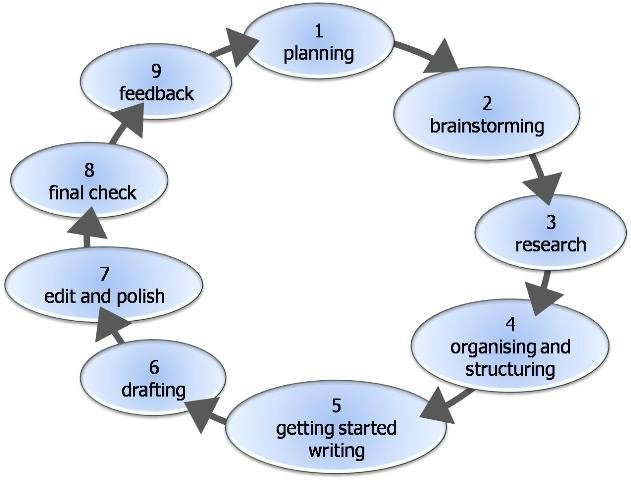 1
planning
2
brainstorming
3
research
4
organising and
structuring
5
getting started
writing
6
drafting
7
edit and polish
8
final check
9
feedback